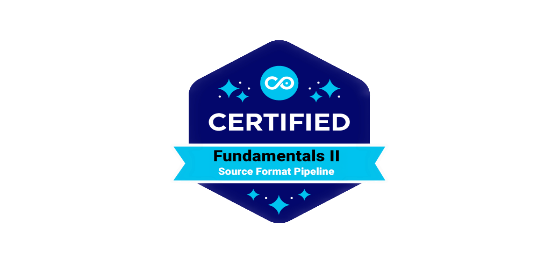 CERTIFIED
Fundamentals II
Source Format Pipeline